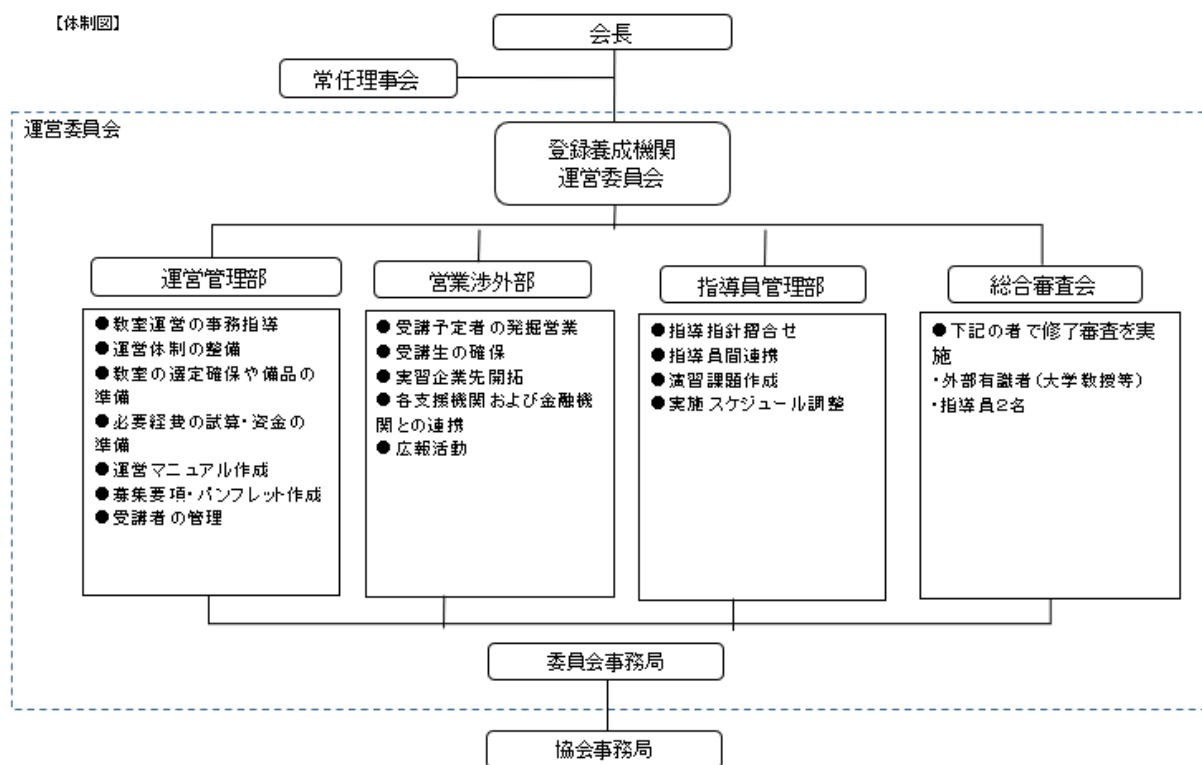 【体制図】
会長
常任理事会
運営委員会
登録養成機関
運営委員会
運営管理部
●教室運営の事務指導
●運営体制の整備
●教室の選定確保や備品の
準備
●必要経費の試算・資金の
準備
●運営マニュアル作成
●募集要項・パンフレット作成
●受講者の管理
営業渉外部
●受講予定者の発掘営業
●受講生の確保
●実習企業先開拓
●各支援機関および金融機
関との連携
●広報活動
指導員管理部
●指導指針摺合せ
●指導員間連携
●演習課題作成
●実施スケジュール調整
総合審査会
●下記の者で修了審査を実
施
・外部有識者(大学教授等)
・指導員2名
委員会事務局
協会事務局